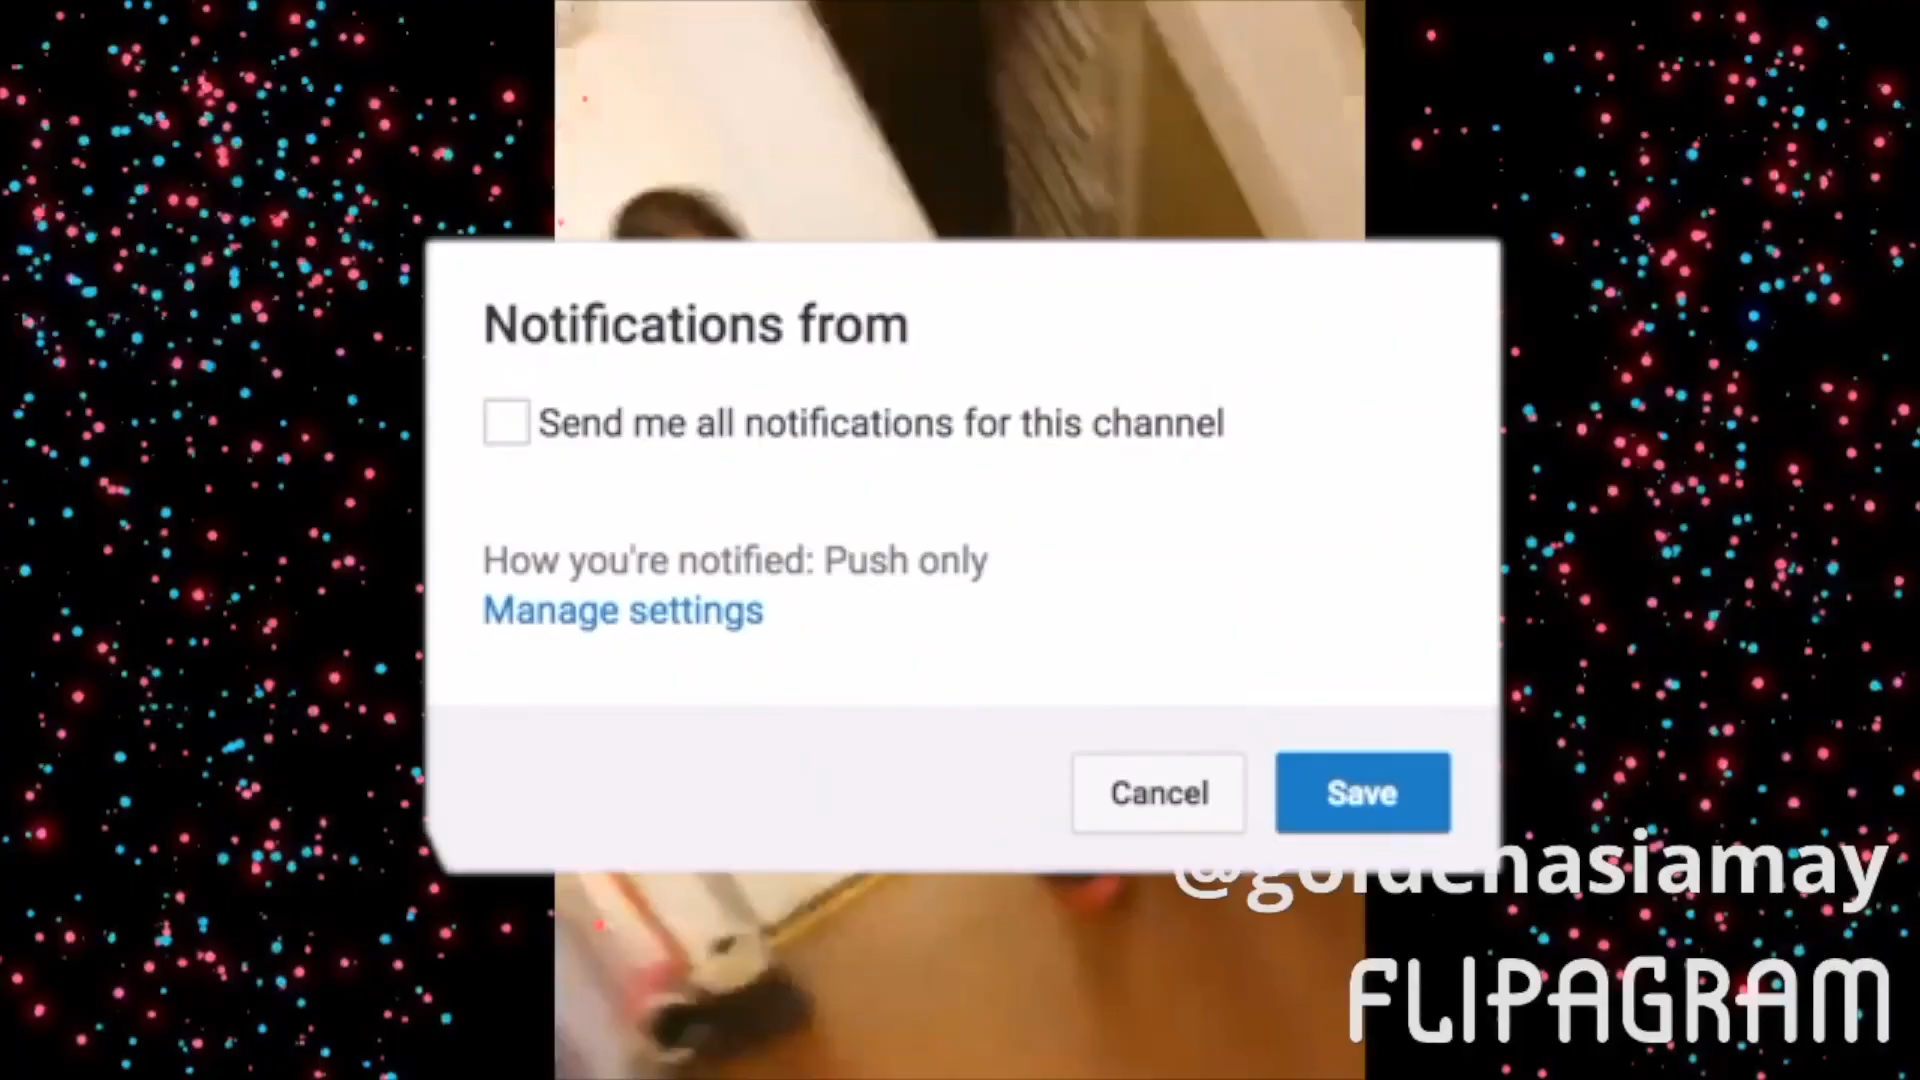 Notifications from
Send me all notifications for this channel
How you're notified: Push only
Manage settings
Cancel
Save
@goldenasiamay
FLIPAGRAM